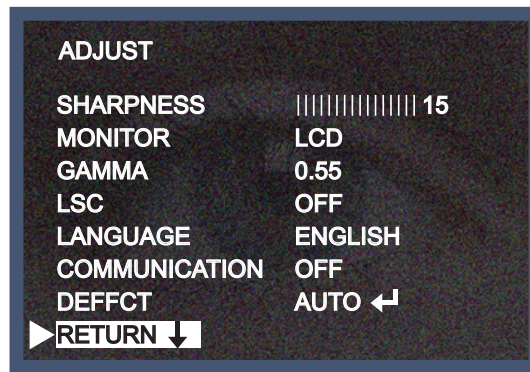 ADJUST
SHARPNESS |||||||||||||||| 15
MONITOR LCD
GAMMA 0.55
LSC OFF
LANGUAGE ENGLISH
COMMUNICATION OFF
DEFFCT AUTO ↵
RETURN ↓